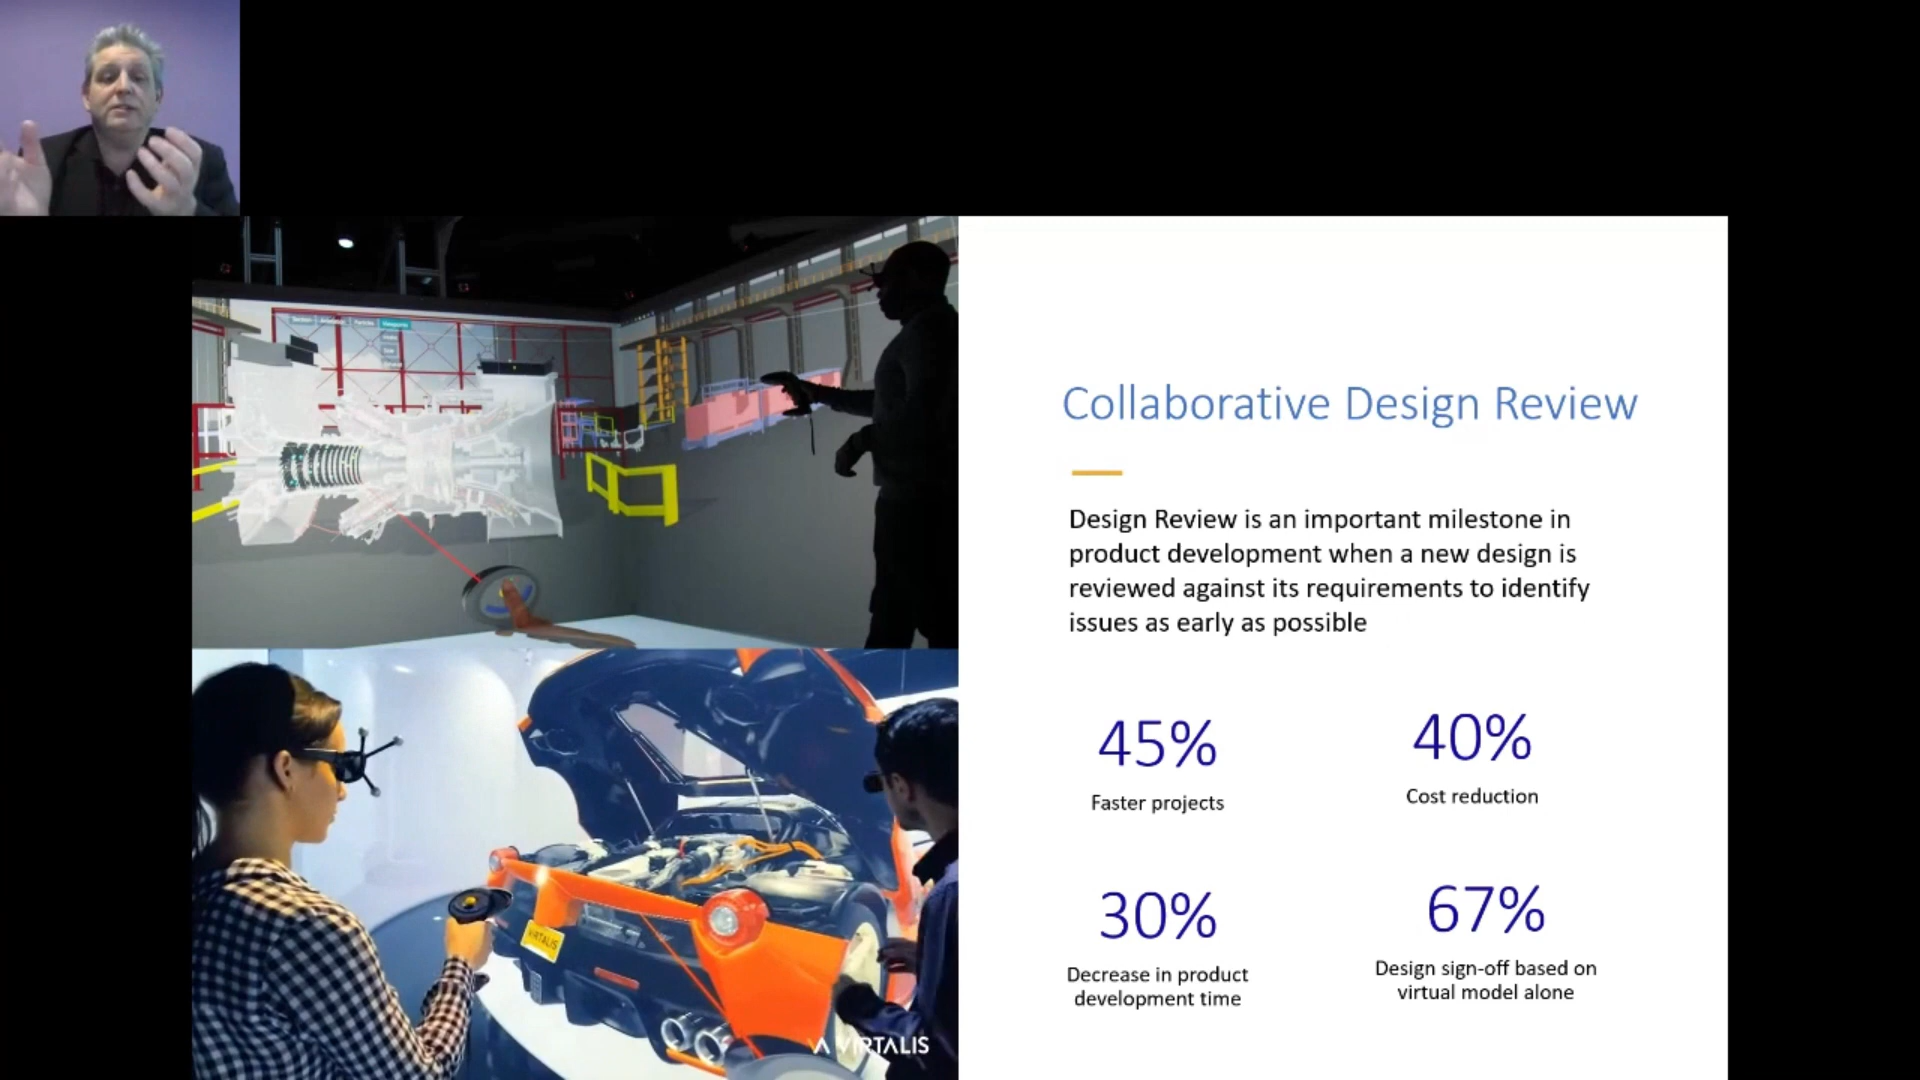 Viewpoints
VIRTALIS
VIRTALIS
Collaborative Design Review
Design Review is an important milestone in
product development when a new design is
reviewed against its requirements to identify
issues as early as possible
45%
Faster projects
40%
Cost reduction
30%
Decrease in product
development time
67%
Design sign-off based on
virtual model alone